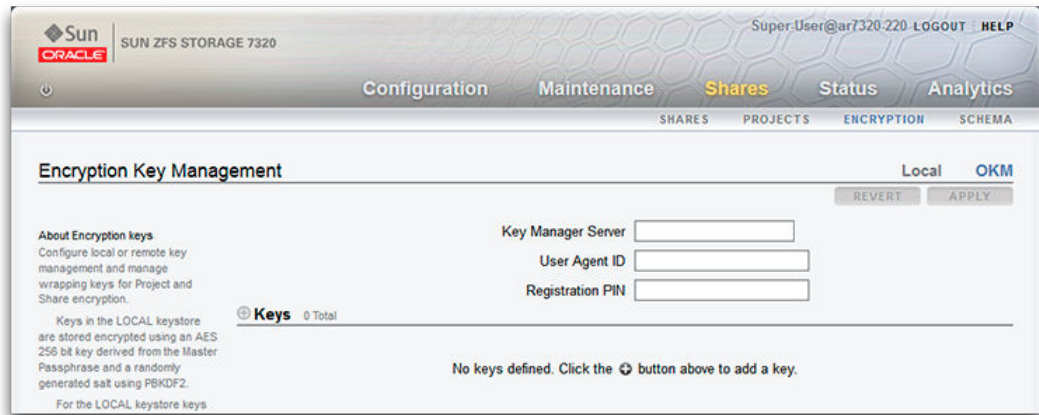 Sun
ORACLE
SUN ZFS STORAGE 7320
Super-User@ar7320-220 LOGOUT HELP
Configuration Maintenance Shares Status Analytics
SHARES PROJECTS ENCRYPTION SCHEMA
Encryption Key Management
Local OKM
REVERT APPLY
About Encryption keys
Configure local or remote key
management and manage
wrapping keys for Project and
Share encryption.
Keys in the LOCAL keystore
are stored encrypted using an AES
256 bit key derived from the Master
Passphrase and a randomly
generated salt using PBKDF2.
For the LOCAL keystore keys
Key Manager Server
User Agent ID
Registration PIN
Keys 0 Total
No keys defined. Click the button above to add a key.